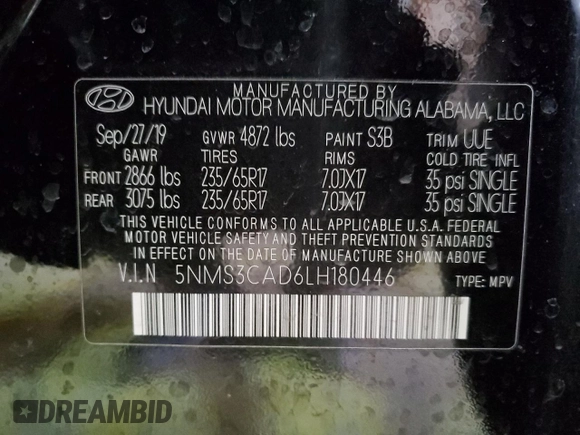 MANUFACTURED BY
HYUNDAI MOTOR MANUFACTURING ALABAMA, LLC
Sep/27/19 GVWR 4872 lbs PAINT S3B TRIM UUE
GAWR TIRES RIMS COLD TIRE INFL
FRONT 2866 lbs 235/65R17 7.0JX17 35 psi SINGLE
REAR 3075 lbs 235/65R17 7.0JX17 35 psi SINGLE
THIS VEHICLE CONFORMS TO ALL APPLICABLE U.S.A. FEDERAL
MOTOR VEHICLE SAFETY AND THEFT PREVENTION STANDARDS
IN EFFECT ON THE DATE OF MANUFACTURE SHOWN ABOVE
V.I.N 5NMS3CAD6LH180446 TYPE: MPV
DREAMBID